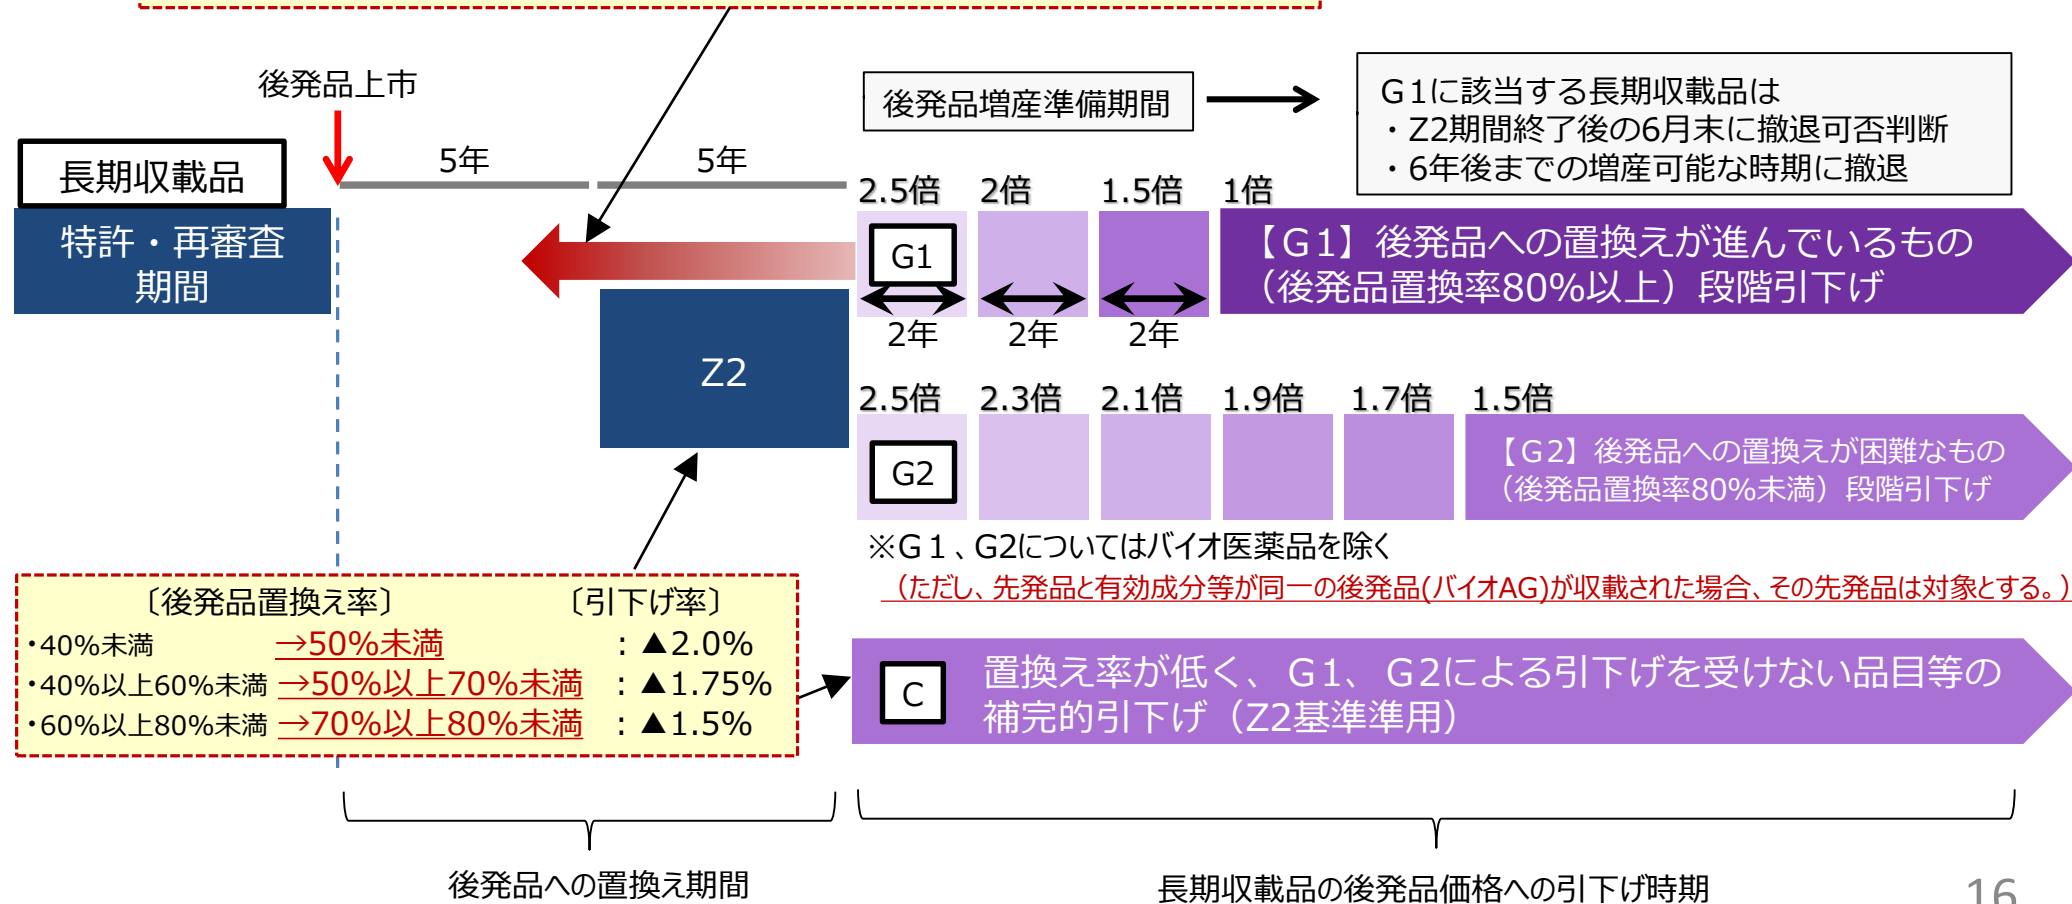 後発品上市
後発品増産準備期間
G1に該当する長期収載品は
・Z2期間終了後の6月末に撤退可否判断
・6年後までの増産可能な時期に撤退
長期収載品
5年
5年
2.5倍
2倍
1.5倍
1倍
特許・再審査
期間
G1
【G1】後発品への置換えが進んでいるもの
（後発品置換率80%以上）段階引下げ
2年
2年
2年
Z2
2.5倍
2.3倍
2.1倍
1.9倍
1.7倍
1.5倍
G2
【G2】後発品への置換えが困難なもの
（後発品置換率80%未満）段階引下げ
※G１、G2についてはバイオ医薬品を除く
（ただし、先発品と有効成分等が同一の後発品(バイオAG)が収載された場合、その先発品は対象とする。）
〔後発品置換え率〕 〔引下げ率〕
・40%未満 →50%未満 ：▲2.0%
・40%以上60%未満 →50%以上70%未満 ：▲1.75%
・60%以上80%未満 →70%以上80%未満 ：▲1.5%
C
置換え率が低く、G1、G2による引下げを受けない品目等の
補完的引下げ（Z2基準準用）
後発品への置換え期間
長期収載品の後発品価格への引下げ時期
16